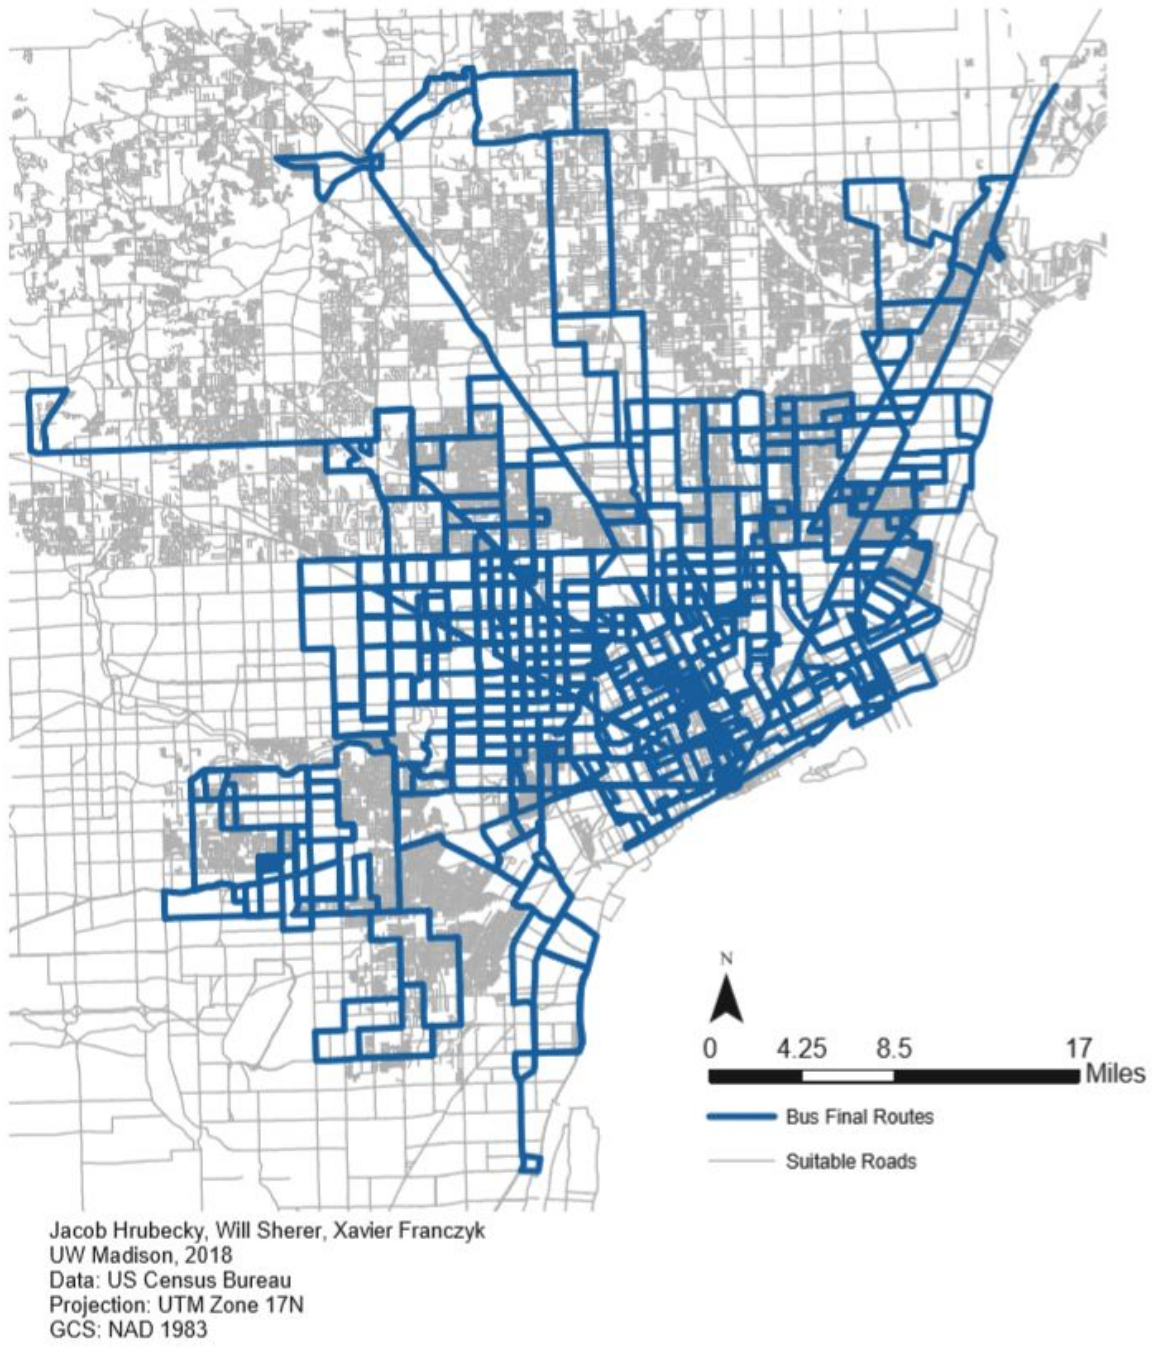 N
0 4.25 8.5 17
Miles
Bus Final Routes
Suitable Roads
Jacob Hrubecky, Will Sherer, Xavier Franczyk
UW Madison, 2018
Data: US Census Bureau
Projection: UTM Zone 17N
GCS: NAD 1983